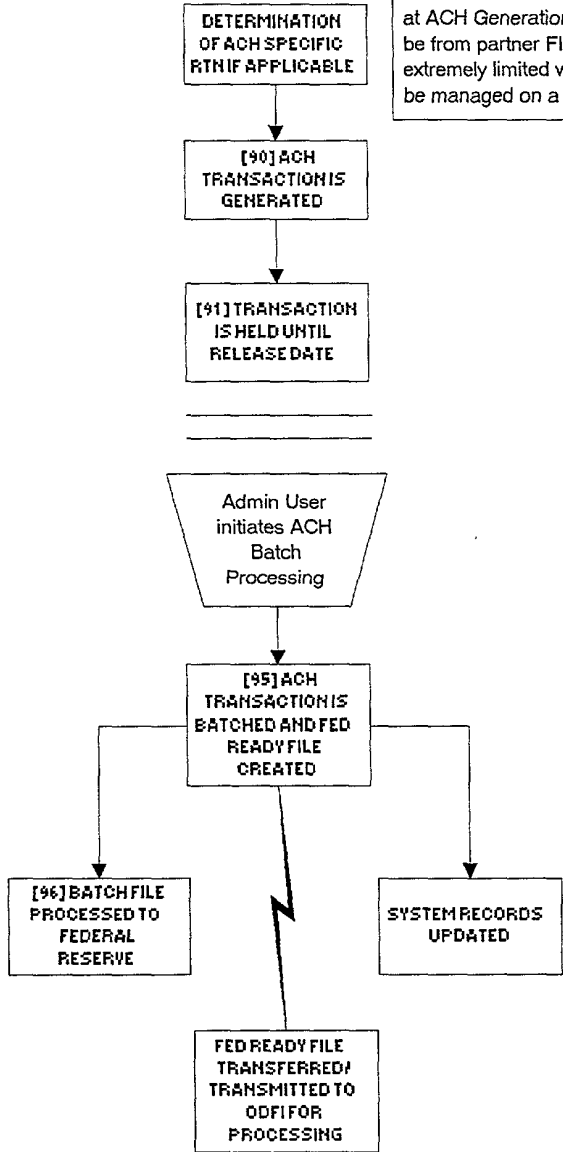 DETERMINATION
OF ACH SPECIFIC
RTN IF APPLICABLE
at ACH Generation
be from partner FI
extremely limited
be managed on a
[90] ACH
TRANSACTION IS
GENERATED
[91] TRANSACTION
IS HELD UNTIL
RELEASE DATE
Admin User
initiates ACH
Batch
Processing
[95] ACH
TRANSACTION IS
BATCHED AND FED
READY FILE
CREATED
[96] BATCH FILE
PROCESSED TO
FEDERAL
RESERVE
SYSTEM RECORDS
UPDATED
FED READY FILE
TRANSFERRED/
TRANSMITTED TO
ODFI FOR
PROCESSING